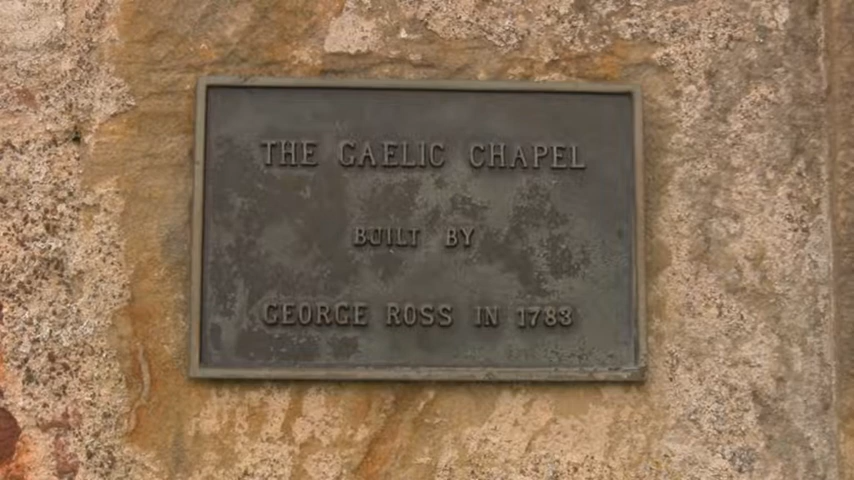 THE GAELIC CHAPEL
BUILT BY
GEORGE ROSS IN 1783